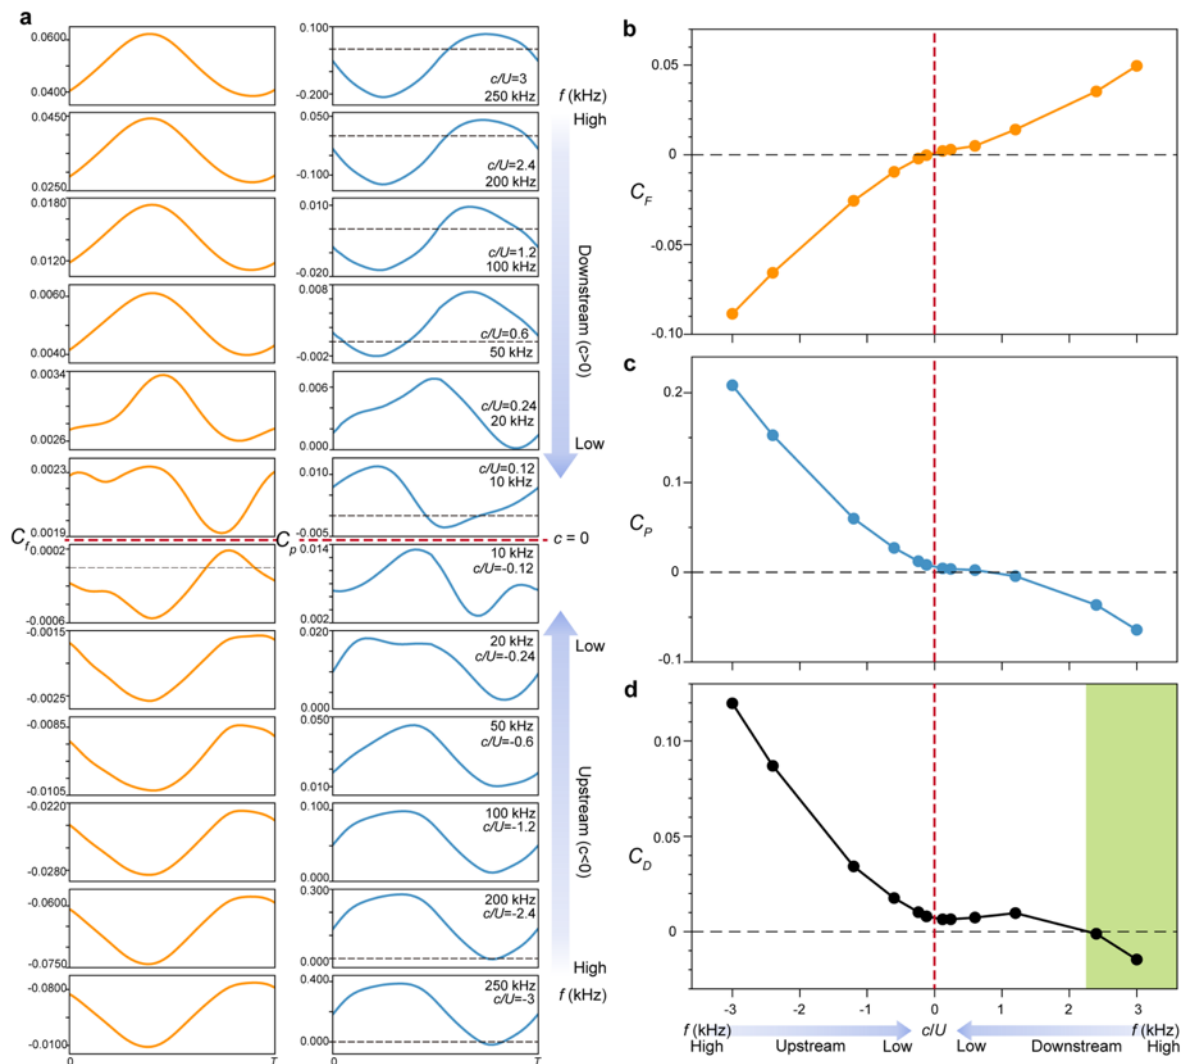 a
0.0600
0.0400
0.100
-0.200
c/U=3
250 kHz
f (kHz)
High
0.0450
0.0250
0.050
-0.100
c/U=2.4
200 kHz
0.0180
0.0120
0.010
-0.020
c/U=1.2
100 kHz
Downstream (c>0)
0.0060
0.0040
0.008
-0.002
c/U=0.6
50 kHz
0.0034
0.0026
0.006
0.000
c/U=0.24
20 kHz
Low
0.0023
0.0019
0.010
-0.005
c/U=0.12
10 kHz
Cf
Cp
c = 0
0.0002
-0.0006
0.014
0.002
10 kHz
c/U=-0.12
-0.0015
-0.0025
0.020
0.000
20 kHz
c/U=-0.24
Low
-0.0085
-0.0105
0.050
0.010
50 kHz
c/U=-0.6
Upstream (c<0)
-0.0220
-0.0280
0.100
0.000
100 kHz
c/U=-1.2
-0.0600
-0.0750
0.300
0.000
200 kHz
c/U=-2.4
High
-0.0800
-0.0100
0.400
0.000
250 kHz
c/U=-3
f (kHz)
0 T
0 T
b
0.05
0
-0.05
-0.10
CF
c
0.2
0.1
0
-0.1
CP
d
0.10
0.05
0
CD
-3 -2 -1 0 1 2 3
f (kHz) c/U f (kHz)
High Upstream Low Low Downstream High